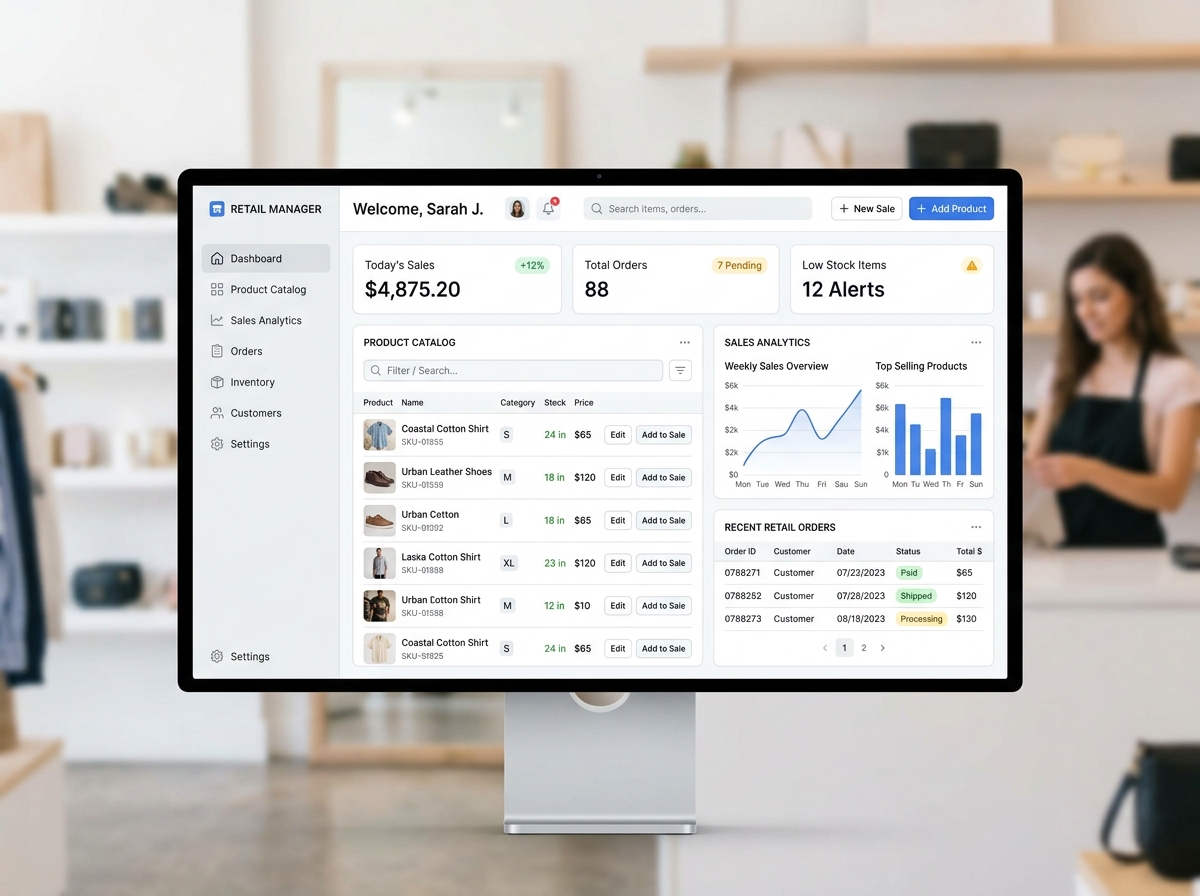 RETAIL MANAGER
Welcome, Sarah J.
9
Search items, orders...
+ New Sale
+ Add Product
Dashboard
Product Catalog
Sales Analytics
Orders
Inventory
Customers
Settings
Settings
Today's Sales
+12%
$4,875.20
Total Orders
7 Pending
88
Low Stock Items
12 Alerts
PRODUCT CATALOG
Filter / Search...
Product Name Category Steck Price
Coastal Cotton Shirt S 24 in $65 Edit Add to Sale
SKU-01855
Urban Leather Shoes M 18 in $120 Edit Add to Sale
SKU-01559
Urban Cetton L 18 in $65 Edit Add to Sale
SKU-01092
Laska Cotton Shirt XL 23 in $120 Edit Add to Sale
SKU-01888
Urban Cotton Shirt M 12 in $10 Edit Add to Sale
SKU-01588
Coastal Cotton Shirt S 24 in $65 Edit Add to Sale
SKU-S1825
SALES ANALYTICS
Weekly Sales Overview
$6k
$4k
$2k
$2k
$0
Mon Tue Wed Thu Fri Sau Sun
Top Selling Products
$6k
$6k
$4k
$1k
0
Mon Tu Wed Th Fr Sun
RECENT RETAIL ORDERS
Order ID Customer Date Status Total $
0788271 Customer 07/23/2023 Psid $65
0788252 Customer 07/28/2023 Shipped $120
0788273 Customer 08/18/2023 Processing $130
1 2